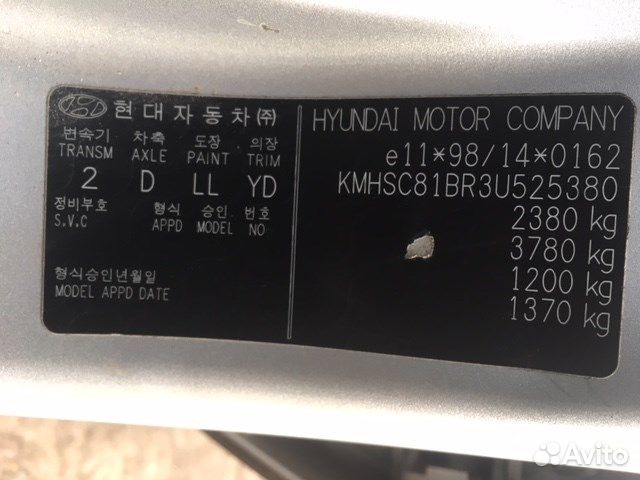 현대자동차㈜
변속기 차축 도장 의장
TRANSM AXLE PAINT TRIM
2 D LL YD
정비부호 형식 승인 번호
S.V.C APPD MODEL NO
형식승인년월일
MODEL APPD DATE
HYUNDAI MOTOR COMPANY
e11*98/14*0162
KMHSC81BR3U525380
2380 kg
3780 kg
1200 kg
1370 kg
Avito